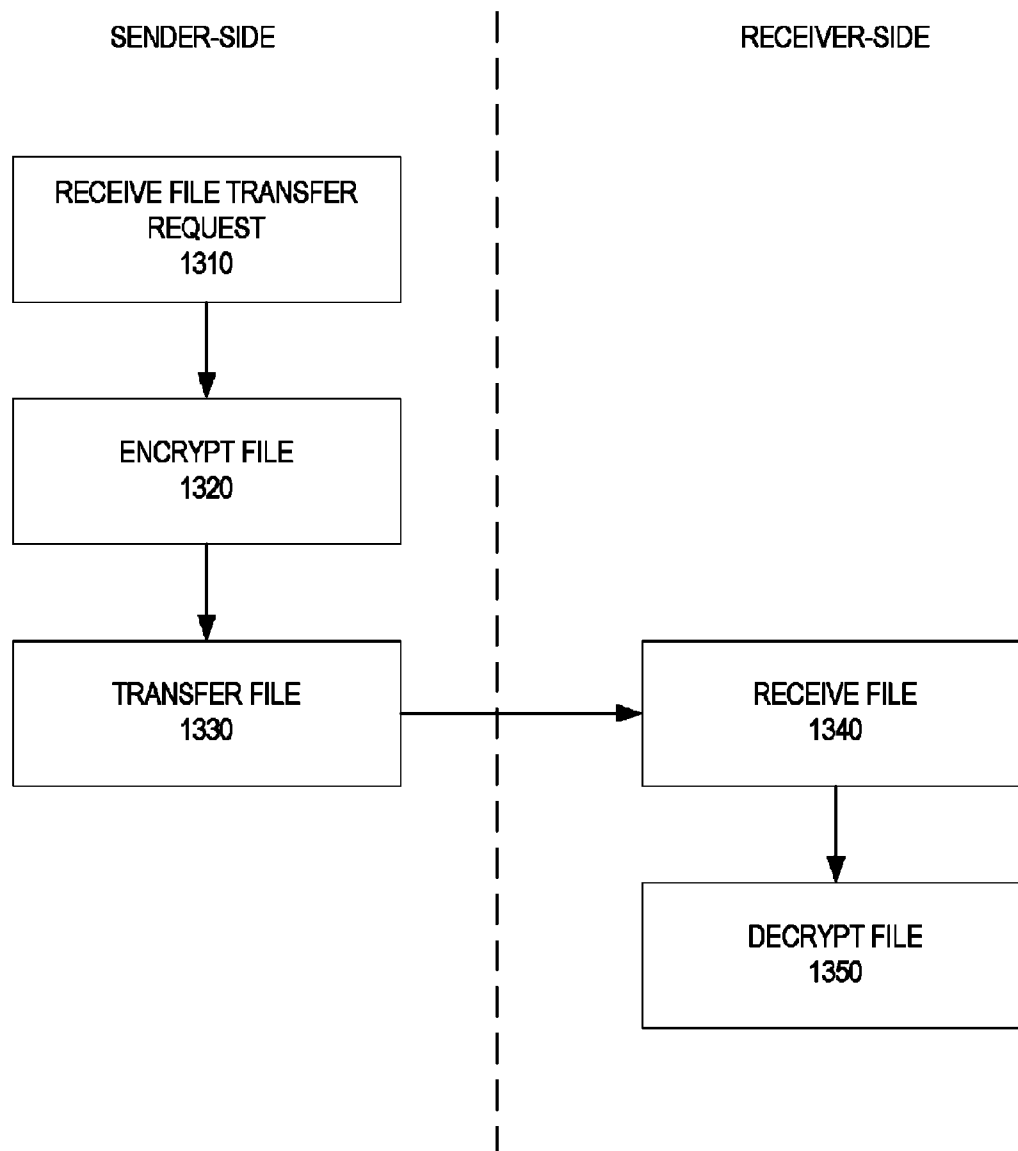 SENDER-SIDE
RECEIVER-SIDE
RECEIVE FILE TRANSFER
REQUEST
1310
ENCRYPT FILE
1320
TRANSFER FILE
1330
RECEIVE FILE
1340
DECRYPT FILE
1350